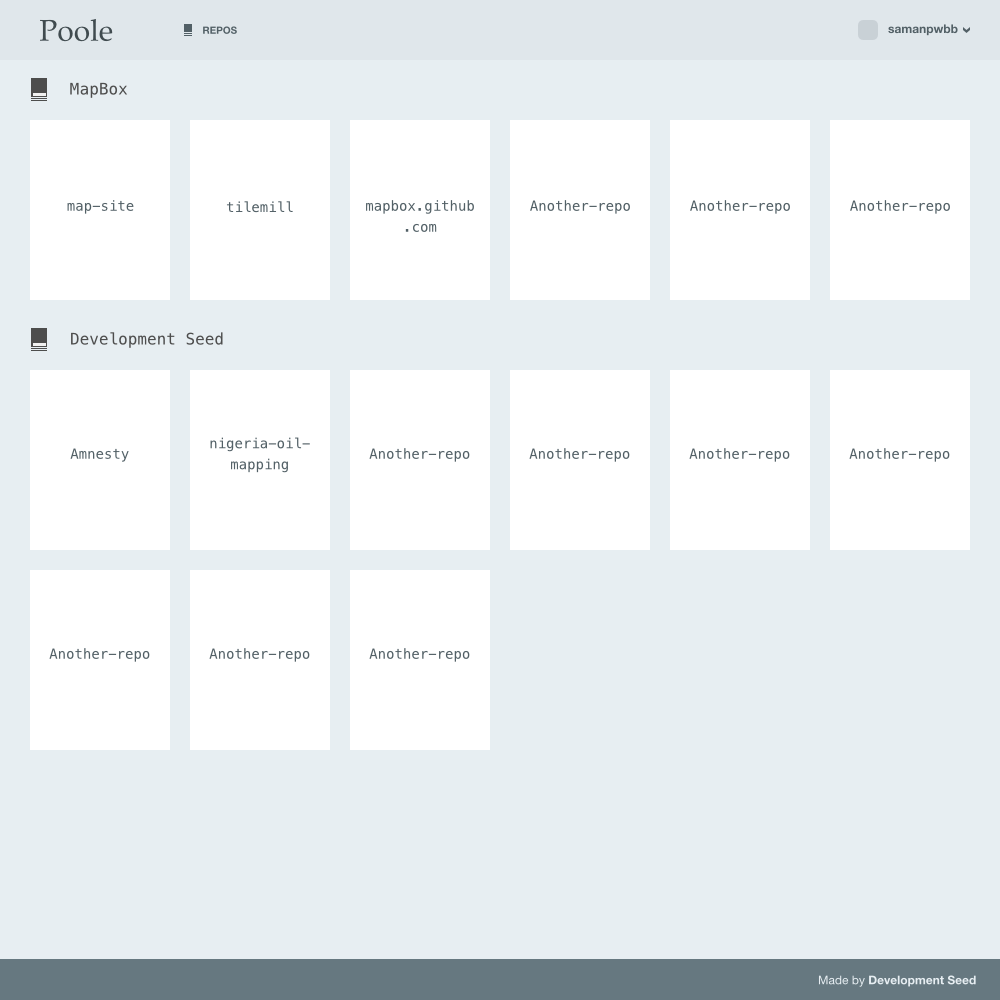 Poole
REPOS
samanpwbb
MapBox
map-site
tilemill
mapbox.github
.com
Another-repo
Another-repo
Another-repo
Development Seed
Amnesty
nigeria-oil-
mapping
Another-repo
Another-repo
Another-repo
Another-repo
Another-repo
Another-repo
Another-repo
Made by Development Seed